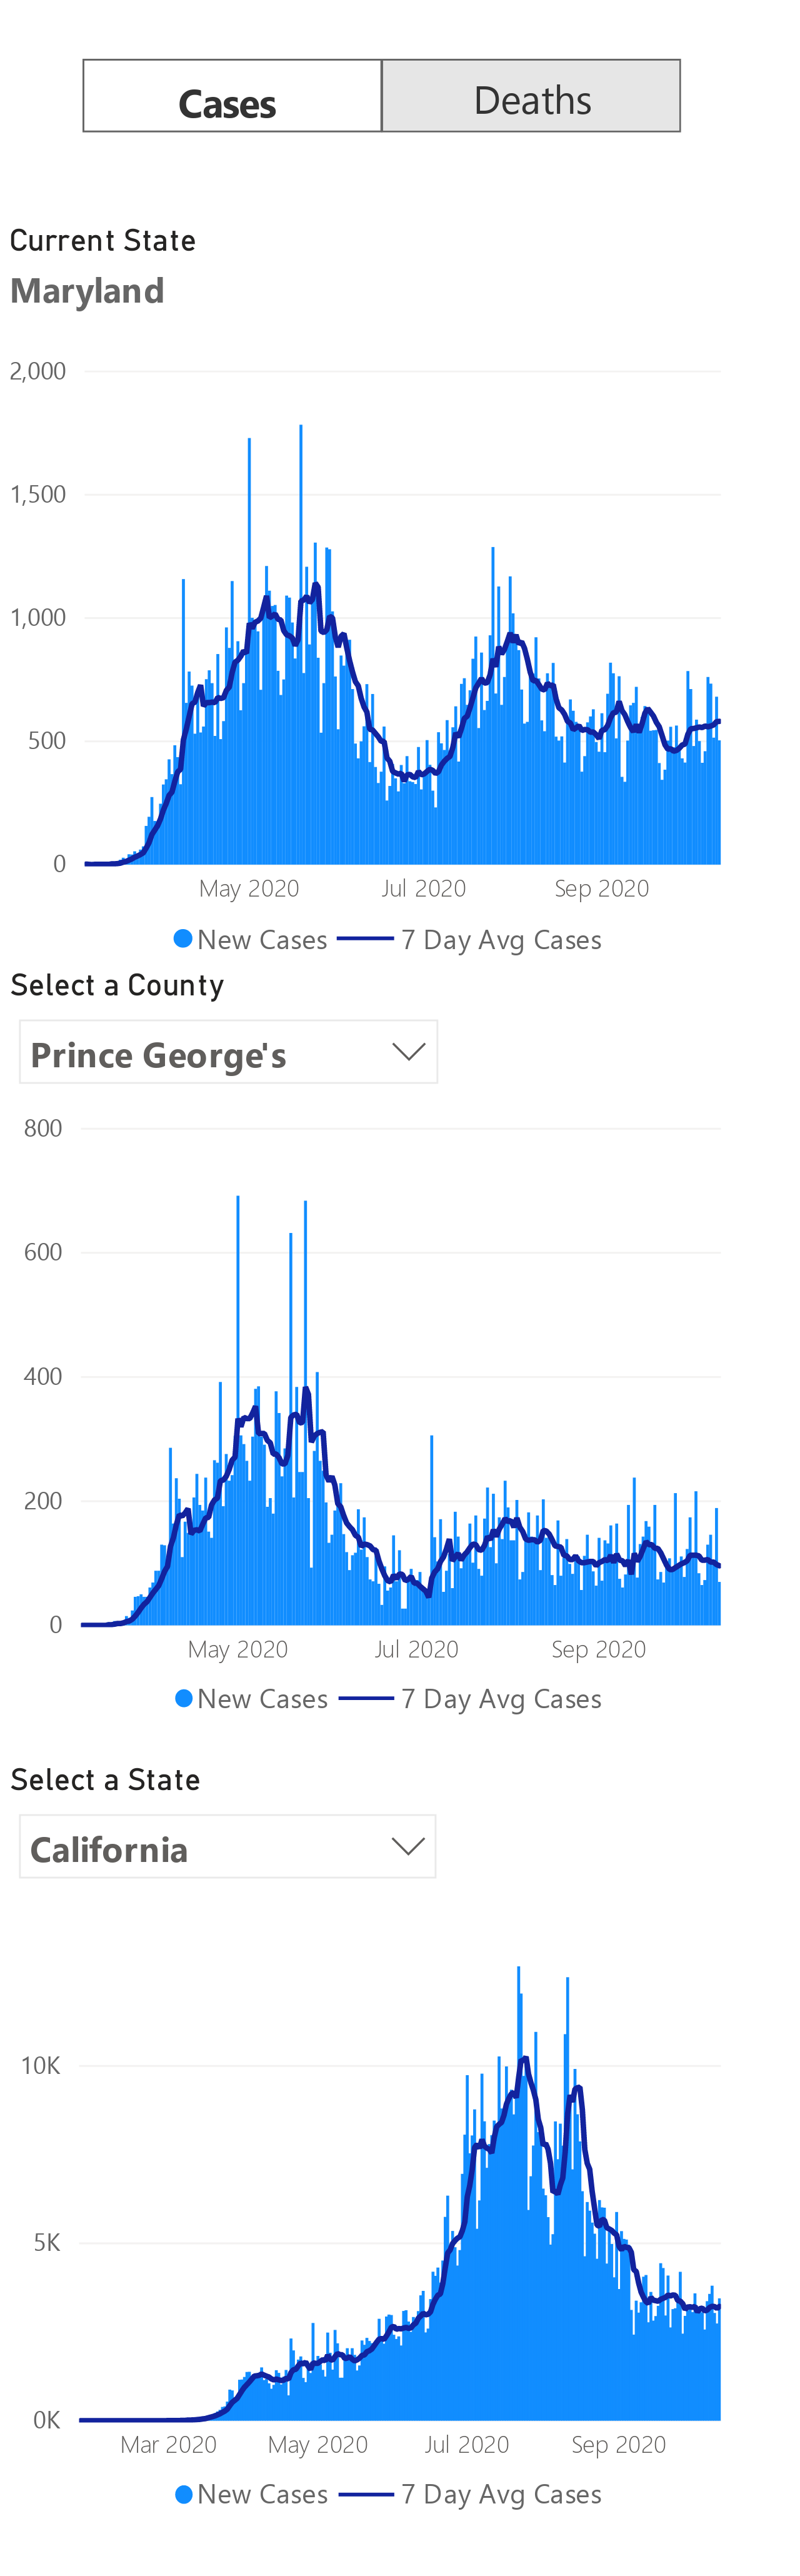 Cases Deaths
Current State
Maryland
2,000
1,500
1,000
500
0
May 2020 Jul 2020 Sep 2020
New Cases 7 Day Avg Cases
Select a County
Prince George's
800
600
400
200
0
May 2020 Jul 2020 Sep 2020
New Cases 7 Day Avg Cases
Select a State
California
10K
5K
0K
Mar 2020 May 2020 Jul 2020 Sep 2020
New Cases 7 Day Avg Cases